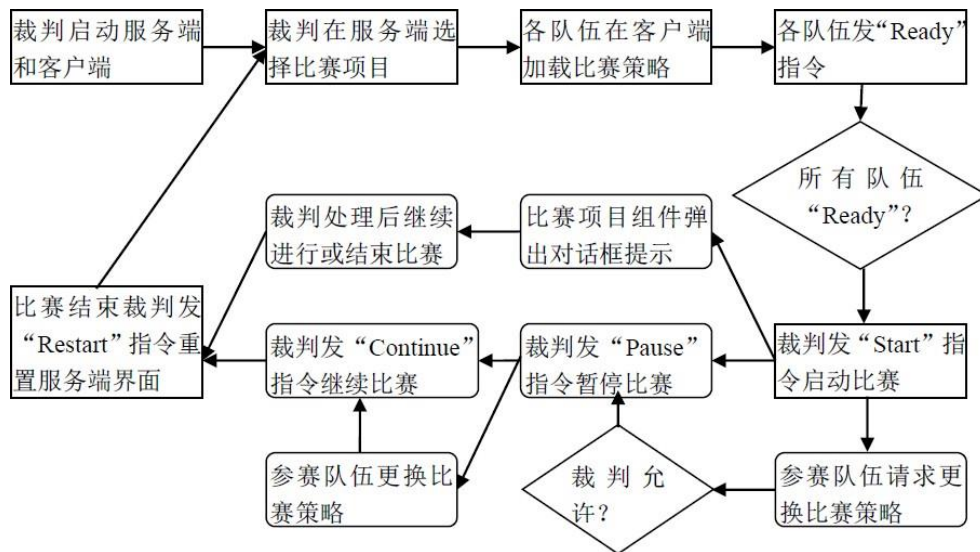 裁判启动服务端
和客户端
裁判在服务端选
择比赛项目
各队伍在客户端
加载比赛策略
各队伍发“Ready”
指令
所有队伍
“Ready”？
裁判处理后继续
进行或结束比赛
比赛项目组件弹
出对话框提示
比赛结束裁判发
“Restart”指令重
置服务端界面
裁判发“Continue”
指令继续比赛
裁判发“Pause”
指令暂停比赛
裁判发“Start”指
令启动比赛
参赛队伍更换比
赛策略
裁判允
许？
参赛队伍请求更
换比赛策略